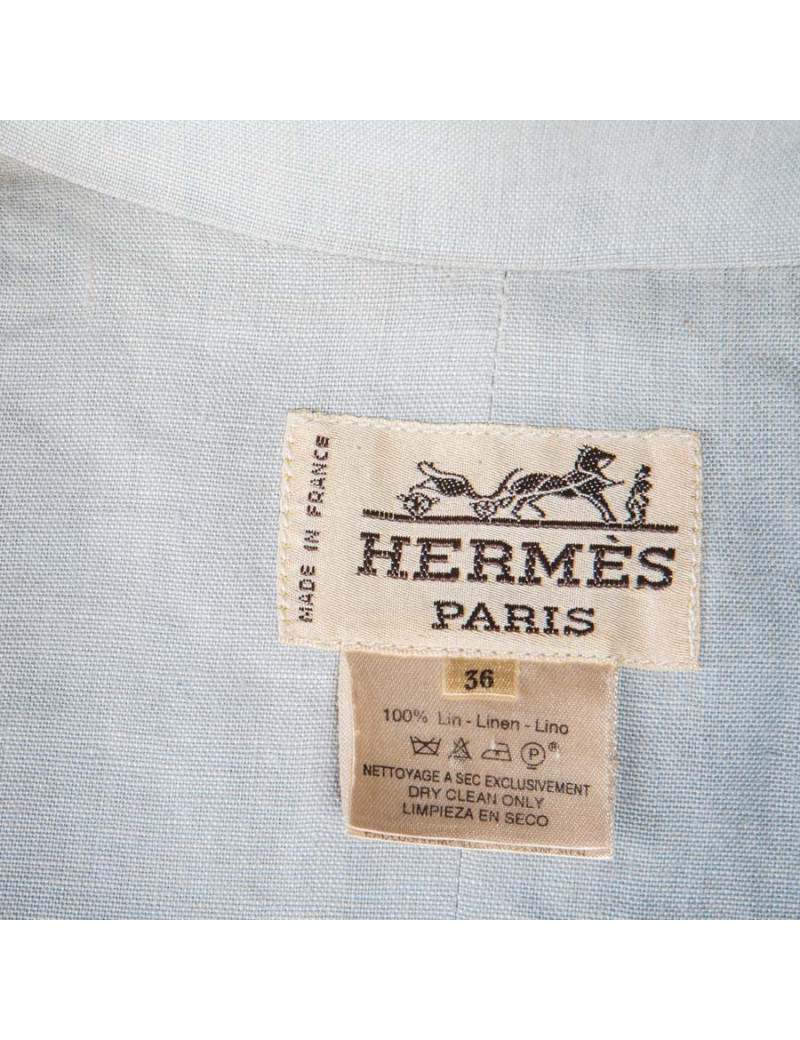 MADE IN FRANCE
HERMÈS
PARIS
36
100% Lin - Linen - Lino
P ®
NETTOYAGE A SEC EXCLUSIVEMENT
DRY CLEAN ONLY
LIMPIEZA EN SECO